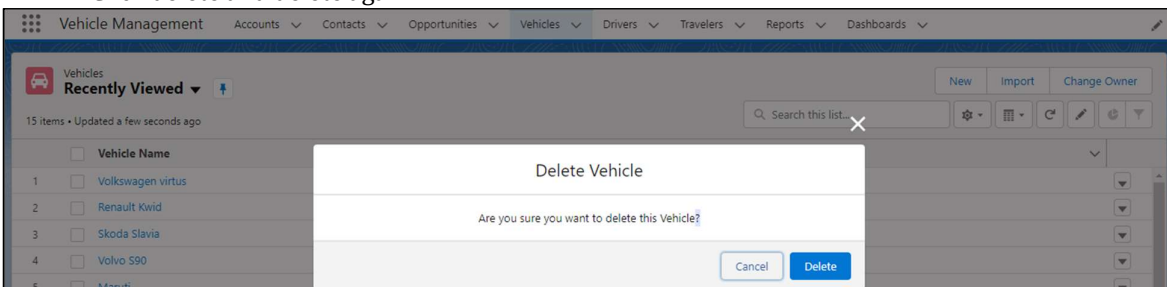 Vehicle Management Accounts Contacts Opportunities Vehicles Drivers Travelers Reports Dashboards
Vehicles
Recently Viewed
New Import Change Owner
15 items • Updated a few seconds ago
Search this list...
Vehicle Name
Delete Vehicle
1 Volkswagen virtus
2 Renault Kwid
Are you sure you want to delete this Vehicle?
3 Skoda Slavia
4 Volvo S90
Cancel Delete